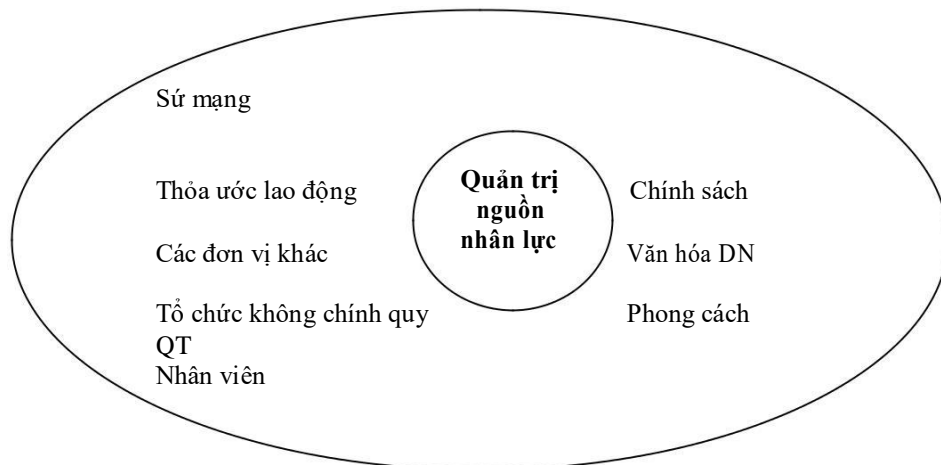 Sứ mạng
Quản trị
nguồn
nhân lực
Thỏa ước lao động
Chính sách
Các đơn vị khác
Văn hóa DN
Tổ chức không chính quy
Phong cách
QT
Nhân viên